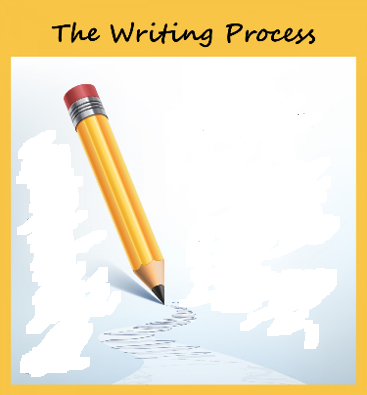 The Writing Process